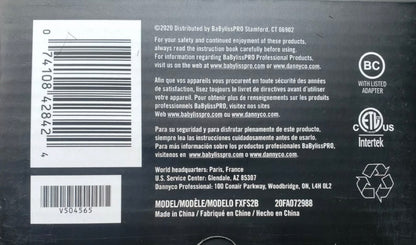 ©2020 Distributed by BaBylissPRO Stamford, CT 06902
For your safety and continued enjoyment of these products,
always read the instruction book carefully before using.
For information regarding BaBylissPRO Professional Products,
visit us on the web at www.babylisspro.com or www.dannyco.com.
Afin que vos appareils vous procurent en toute sécurité des années
de satisfaction, lisez toujours le livret de directives avant d'utiliser
votre appareil. Pour obtenir plus de renseignements sur les produits
professionnels BaBylissPRO, visitez nos sites
Web www.babylisspro.com ou www.dannyco.com.
Para su seguridad y para disfrutar plenamente de este producto,
siempre lea las instrucciones cuidadosamente antes de usarlo.
Para más información sobre los productos profesionales BaBylissPRO,
visítenos en www.babylisspro.com o www.dannyco.com
World headquarters: Paris, France
U.S. Service Center: Glendale, AZ 85307
Dannyco Professional: 100 Conair Parkway, Woodbridge, ON, L4H 0L2
MODEL/MODÈLE/MODELO FXFS2B 20FA072988
Made in China / Fabriqué en Chine / Hecho en China
0 74108 42842 4
V504565
BC
WITH LISTED
ADAPTER
C ETL US
LISTED
Intertek